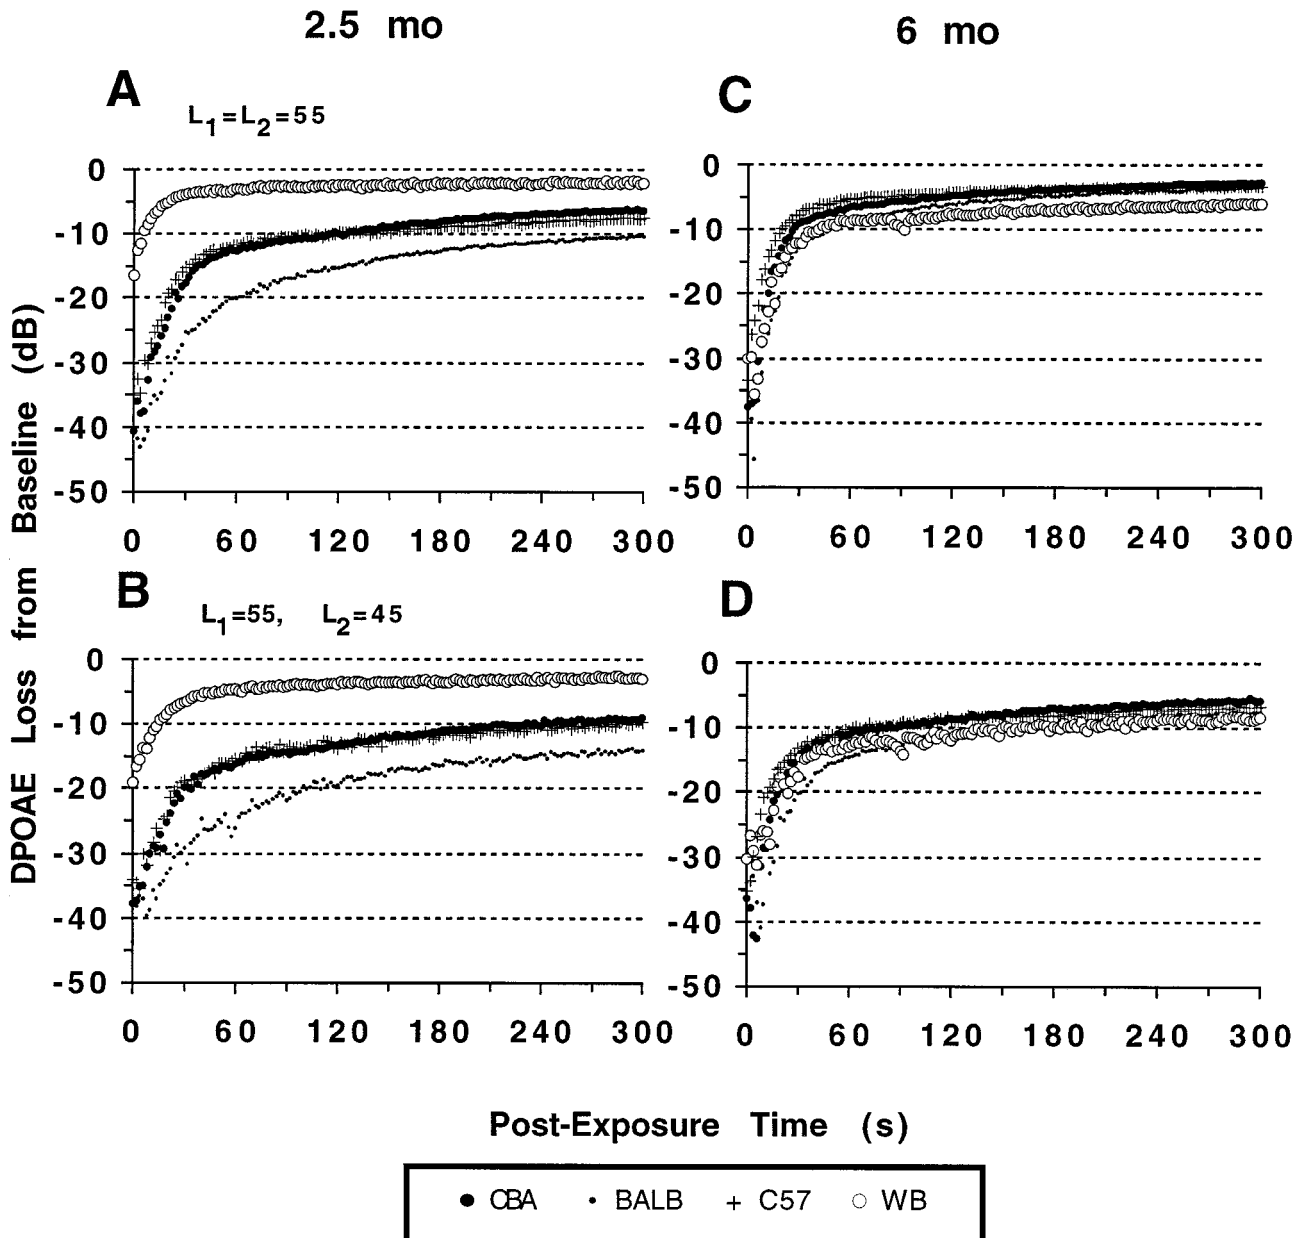 2.5 mo
6 mo
A
L1=L2=55
C
0
-10
-20
-30
-40
-50
0 60 120 180 240 300
0
-10
-20
-30
-40
-50
0 60 120 180 240 300
DPOAE Loss from Baseline (dB)
B
L1=55, L2=45
D
0
-10
-20
-30
-40
-50
0 60 120 180 240 300
0
-10
-20
-30
-40
-50
0 60 120 180 240 300
Post-Exposure Time (s)
CBA BALB C57 WB